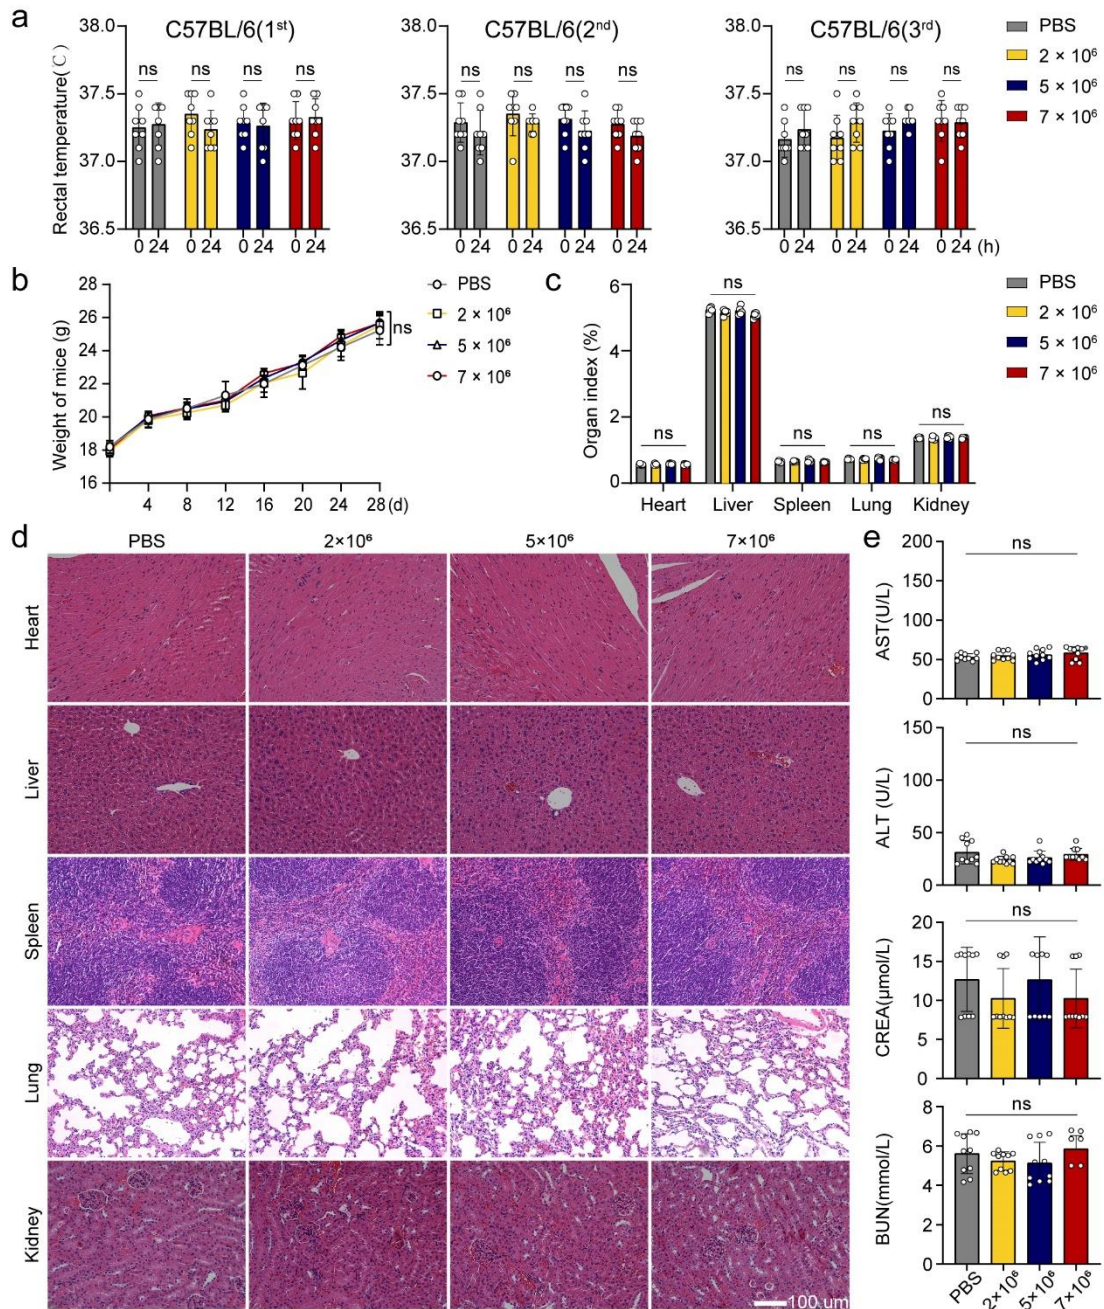 a
C57BL/6(1st)
C57BL/6(2nd)
C57BL/6(3rd)
Rectal temperature(℃)
38.0
37.5
37.0
36.5
ns ns ns ns
0 24 0 24 0 24 0 24
38.0
37.5
37.0
36.5
ns ns ns ns
0 24 0 24 0 24 0 24
38.0
37.5
37.0
36.5
ns ns ns ns
0 24 0 24 0 24 0 24 (h)
PBS
2 × 10⁶
5 × 10⁶
7 × 10⁶
b
Weight of mice (g)
28
26
24
22
20
18
16
4 8 12 16 20 24 28 (d)
ns
PBS
2 × 10⁶
5 × 10⁶
7 × 10⁶
c
Organ index (%)
6
4
2
0
ns ns ns ns ns
Heart Liver Spleen Lung Kidney
PBS
2 × 10⁶
5 × 10⁶
7 × 10⁶
d
PBS 2×10⁶ 5×10⁶ 7×10⁶
Heart
Liver
Spleen
Lung
Kidney
100 um
e
AST(U/L)
200
150
100
50
0
ns
ALT (U/L)
150
100
50
0
ns
CREA(μmol/L)
20
15
10
5
0
ns
BUN(mmol/L)
8
6
4
2
0
ns
PBS 2×10⁶ 5×10⁶ 7×10⁶